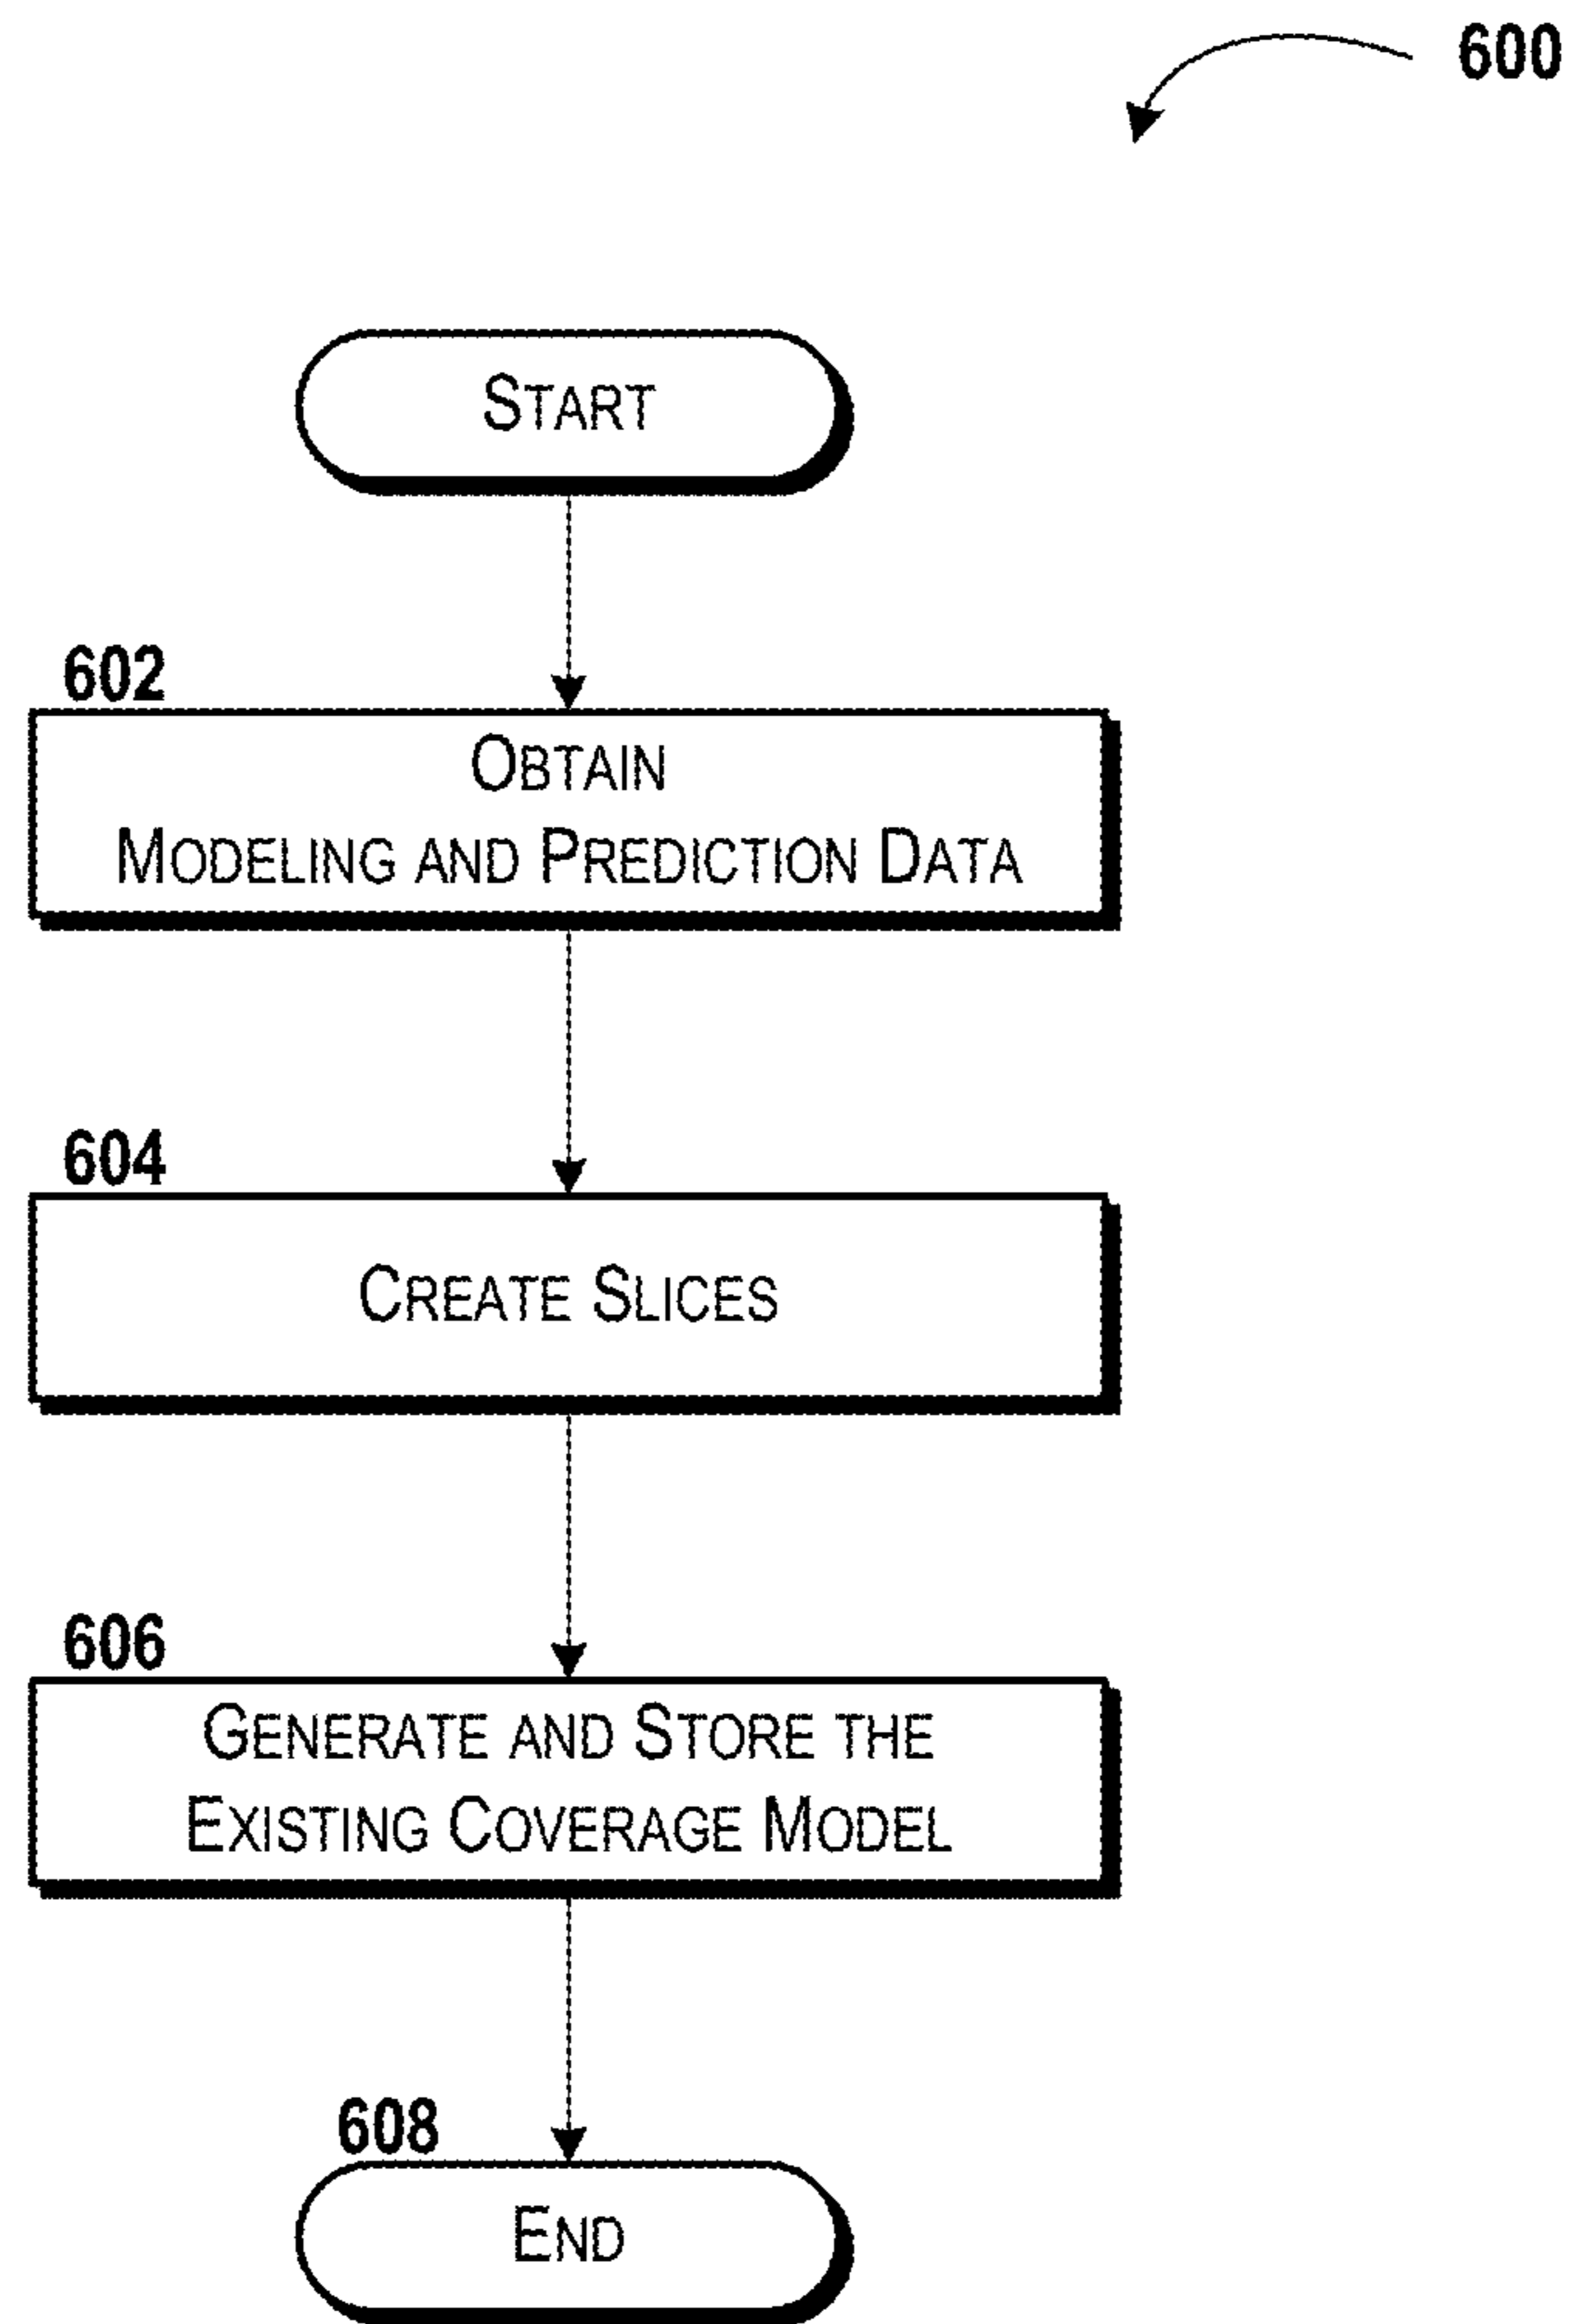 600
START
602
OBTAIN
MODELING AND PREDICTION DATA
604
CREATE SLICES
606
GENERATE AND STORE THE
EXISTING COVERAGE MODEL
608
END